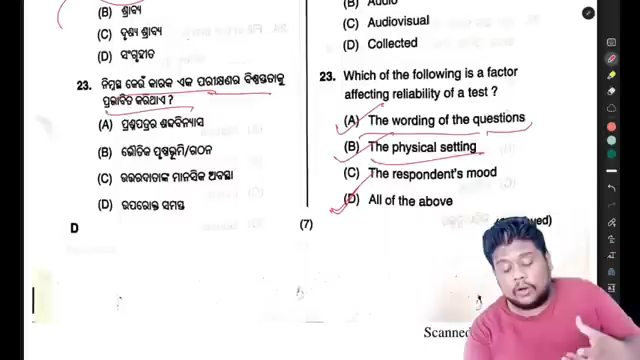 (B) ଶ୍ରାବ୍ୟ
(C) ଦୃଶ୍ୟ ଶ୍ରାବ୍ୟ
(D) ସଂଗୃହୀତ
23. ନିମ୍ନସ୍ଥ କେଉଁ କାରକ ଏକ ପରୀକ୍ଷଣର ବିଶ୍ୱସ୍ତତାକୁ
ପ୍ରଭାବିତ କରିଥାଏ ?
(A) ପ୍ରଶ୍ନପତ୍ରର ଶବ୍ଦବିନ୍ୟାସ
(B) ଭୌତିକ ପୃଷ୍ଠଭୂମି/ଗଠନ
(C) ଉତ୍ତରଦାତାଙ୍କ ମାନସିକ ଅବସ୍ଥା
(D) ଉପରୋକ୍ତ ସମସ୍ତ
D
(7)
(B) Audio
(C) Audiovisual
(D) Collected
23. Which of the following is a factor
affecting reliability of a test ?
(A) The wording of the questions
(B) The physical setting
(C) The respondent's mood
(D) All of the above
Scanned